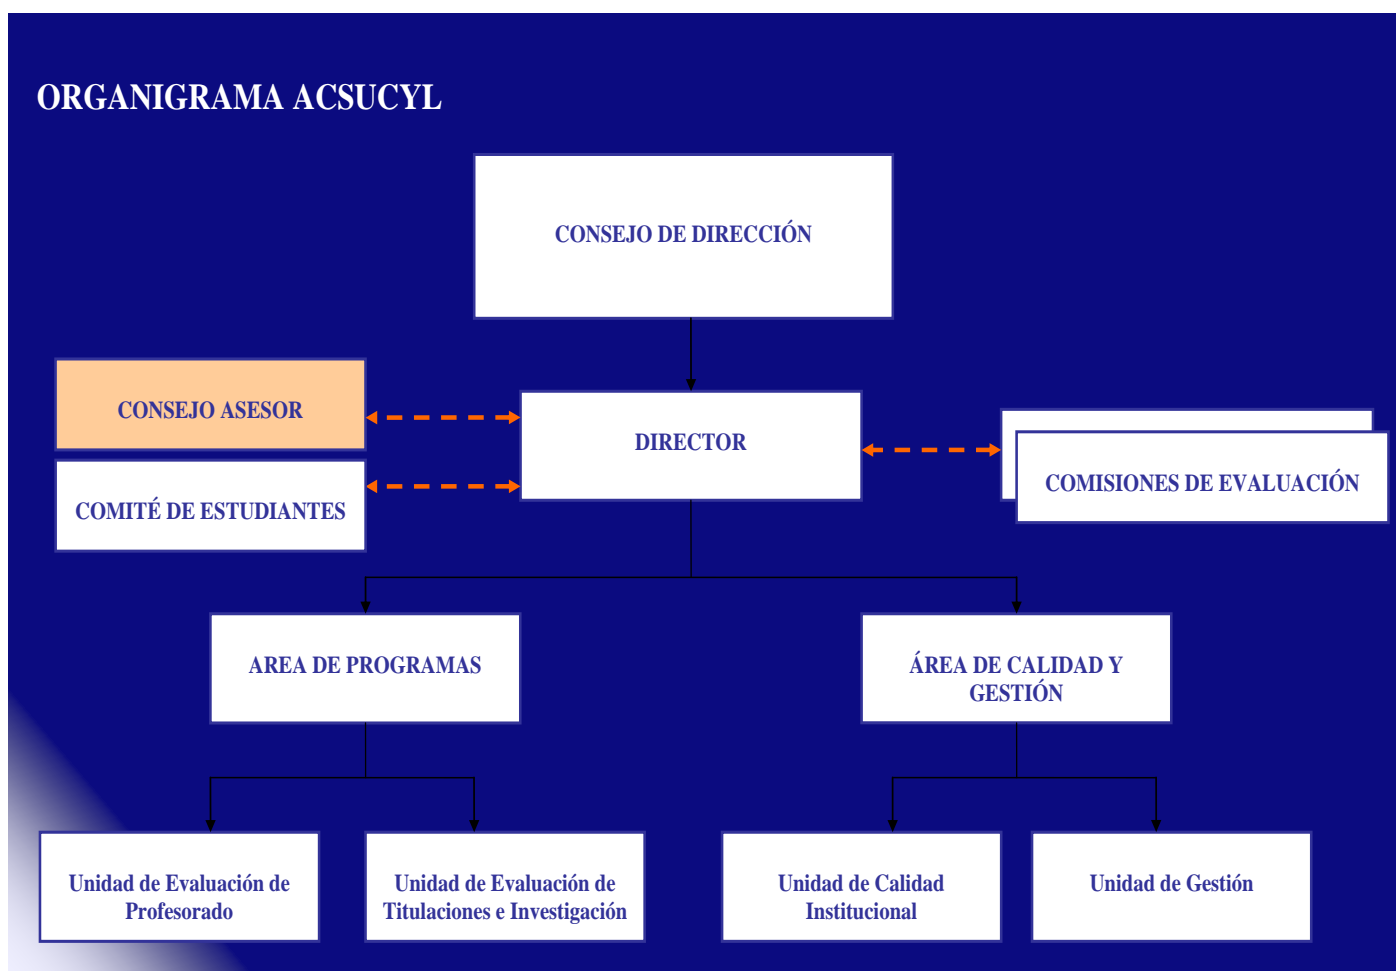 ORGANIGRAMA ACSUCYL
CONSEJO DE DIRECCIÓN
CONSEJO ASESOR
DIRECTOR
COMISIONES DE EVALUACIÓN
COMITÉ DE ESTUDIANTES
AREA DE PROGRAMAS
ÁREA DE CALIDAD Y
GESTIÓN
Unidad de Evaluación de
Profesorado
Unidad de Evaluación de
Titulaciones e Investigación
Unidad de Calidad
Institucional
Unidad de Gestión